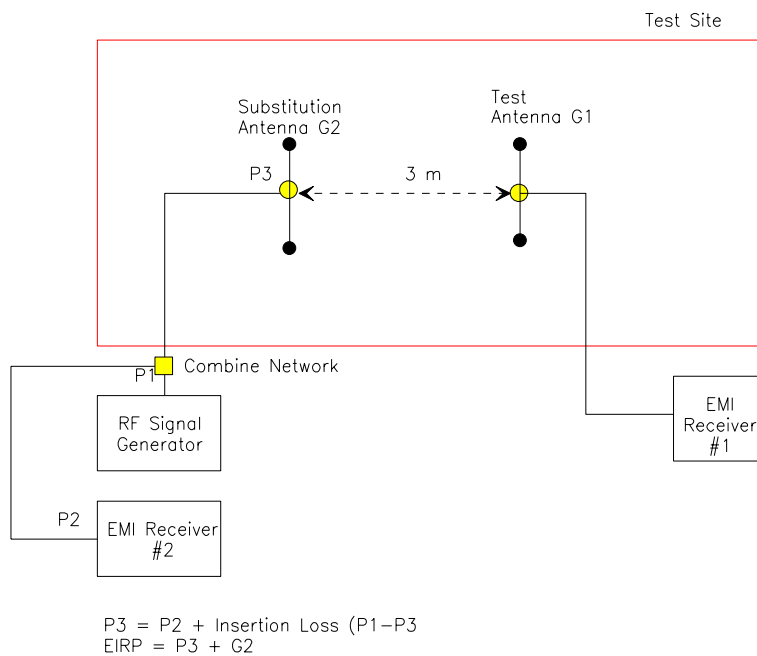 Test Site
Substitution
Antenna G2
Test
Antenna G1
P3
3 m
P1
Combine Network
RF Signal
Generator
EMI
Receiver
#1
P2
EMI Receiver
#2
P3 = P2 + Insertion Loss (P1-P3
EIRP = P3 + G2